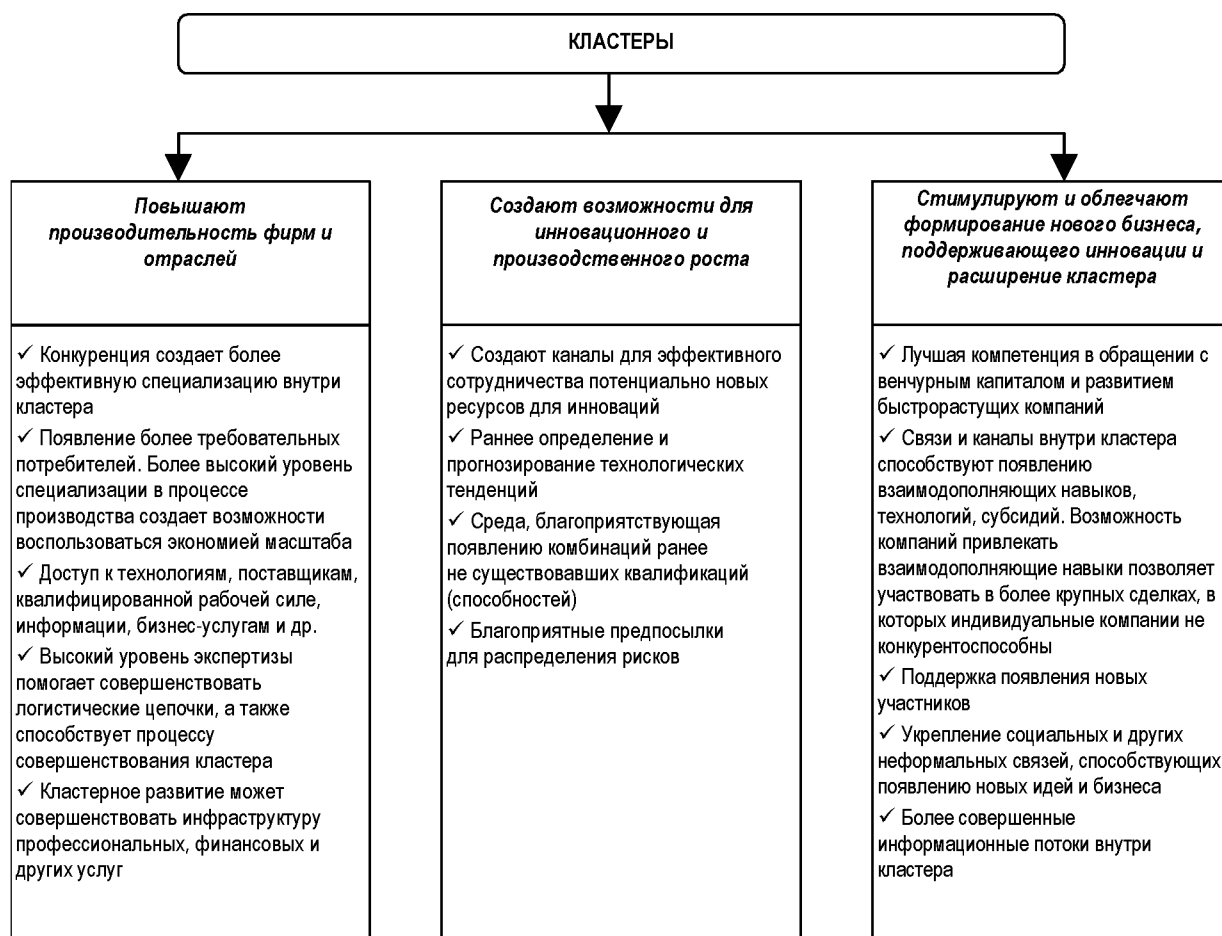 КЛАСТЕРЫ
Повышают
производительность фирм и
отраслей
✓ Конкуренция создает более
эффективную специализацию внутри
кластера
✓ Появление более требовательных
потребителей. Более высокий уровень
специализации в процессе
производства создает возможности
воспользоваться экономией масштаба
✓ Доступ к технологиям, поставщикам,
квалифицированной рабочей силе,
информации, бизнес-услугам и др.
✓ Высокий уровень экспертизы
помогает совершенствовать
логистические цепочки, а также
способствует процессу
совершенствования кластера
✓ Кластерное развитие может
совершенствовать инфраструктуру
профессиональных, финансовых и
других услуг
Создают возможности для
инновационного и
производственного роста
✓ Создают каналы для эффективного
сотрудничества потенциально новых
ресурсов для инноваций
✓ Раннее определение и
прогнозирование технологических
тенденций
✓ Среда, благоприятствующая
появлению комбинаций ранее
не существовавших квалификаций
(способностей)
✓ Благоприятные предпосылки
для распределения рисков
Стимулируют и облегчают
формирование нового бизнеса,
поддерживающего инновации и
расширение кластера
✓ Лучшая компетенция в обращении с
венчурным капиталом и развитием
быстрорастущих компаний
✓ Связи и каналы внутри кластера
способствуют появлению
взаимодополняющих навыков,
технологий, субсидий. Возможность
компаний привлекать
взаимодополняющие навыки позволяет
участвовать в более крупных сделках, в
которых индивидуальные компании не
конкурентоспособны
✓ Поддержка появления новых
участников
✓ Укрепление социальных и других
неформальных связей, способствующих
появлению новых идей и бизнеса
✓ Более совершенные
информационные потоки внутри
кластера